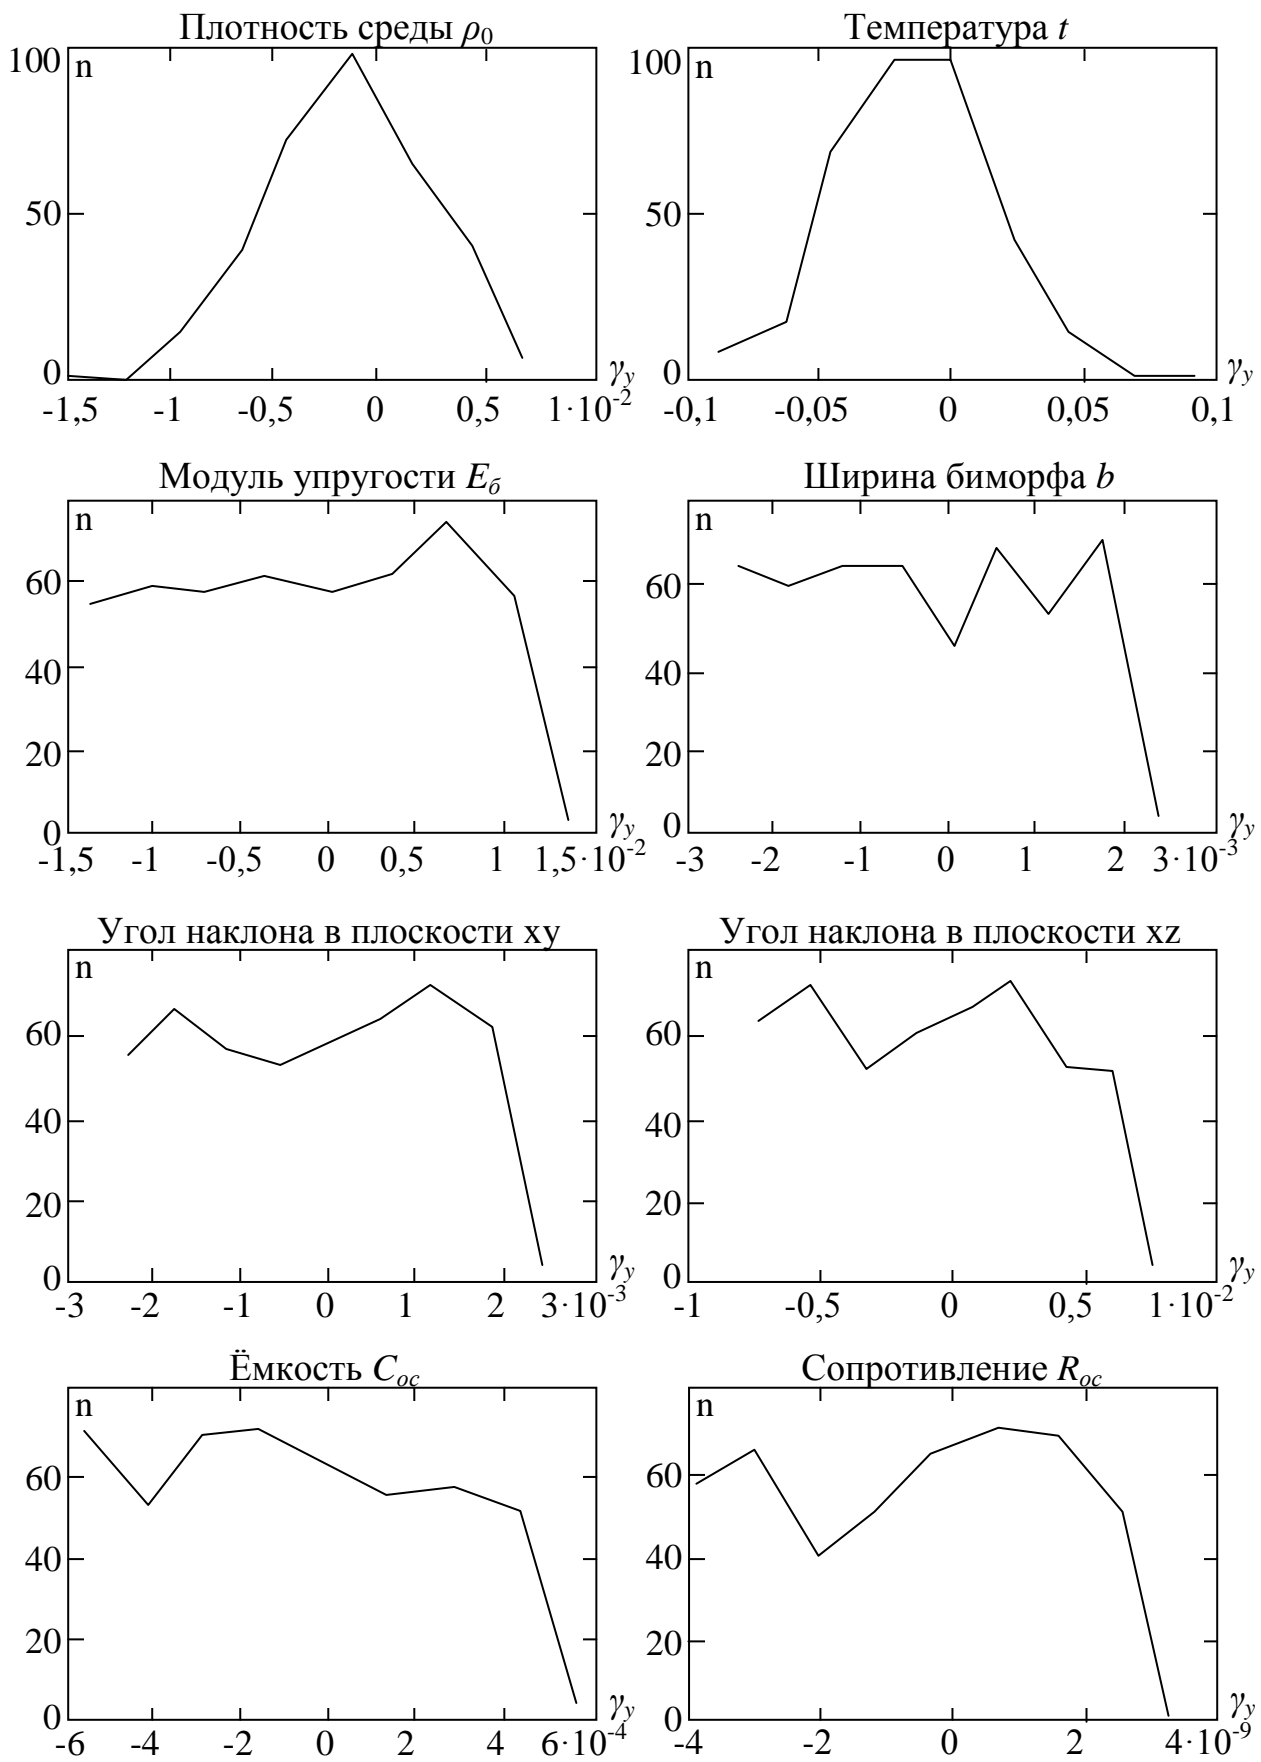 Плотность среды ρ₀
Температура t
100
n
50
0
γy
-1,5 -1 -0,5 0 0,5 1·10⁻²
100
n
50
0
γy
-0,1 -0,05 0 0,05 0,1
Модуль упругости Eб
Ширина биморфа b
n
60
40
20
0
γy
-1,5 -1 -0,5 0 0,5 1 1,5·10⁻²
n
60
40
20
0
γy
-3 -2 -1 0 1 2 3·10⁻³
Угол наклона в плоскости xy
Угол наклона в плоскости xz
n
60
40
20
0
γy
-3 -2 -1 0 1 2 3·10⁻³
n
60
40
20
0
γy
-1 -0,5 0 0,5 1·10⁻²
Ёмкость Cос
Сопротивление Rос
n
60
40
20
0
γy
-6 -4 -2 0 2 4 6·10⁻⁴
n
60
40
20
0
γy
-4 -2 0 2 4·10⁻⁹